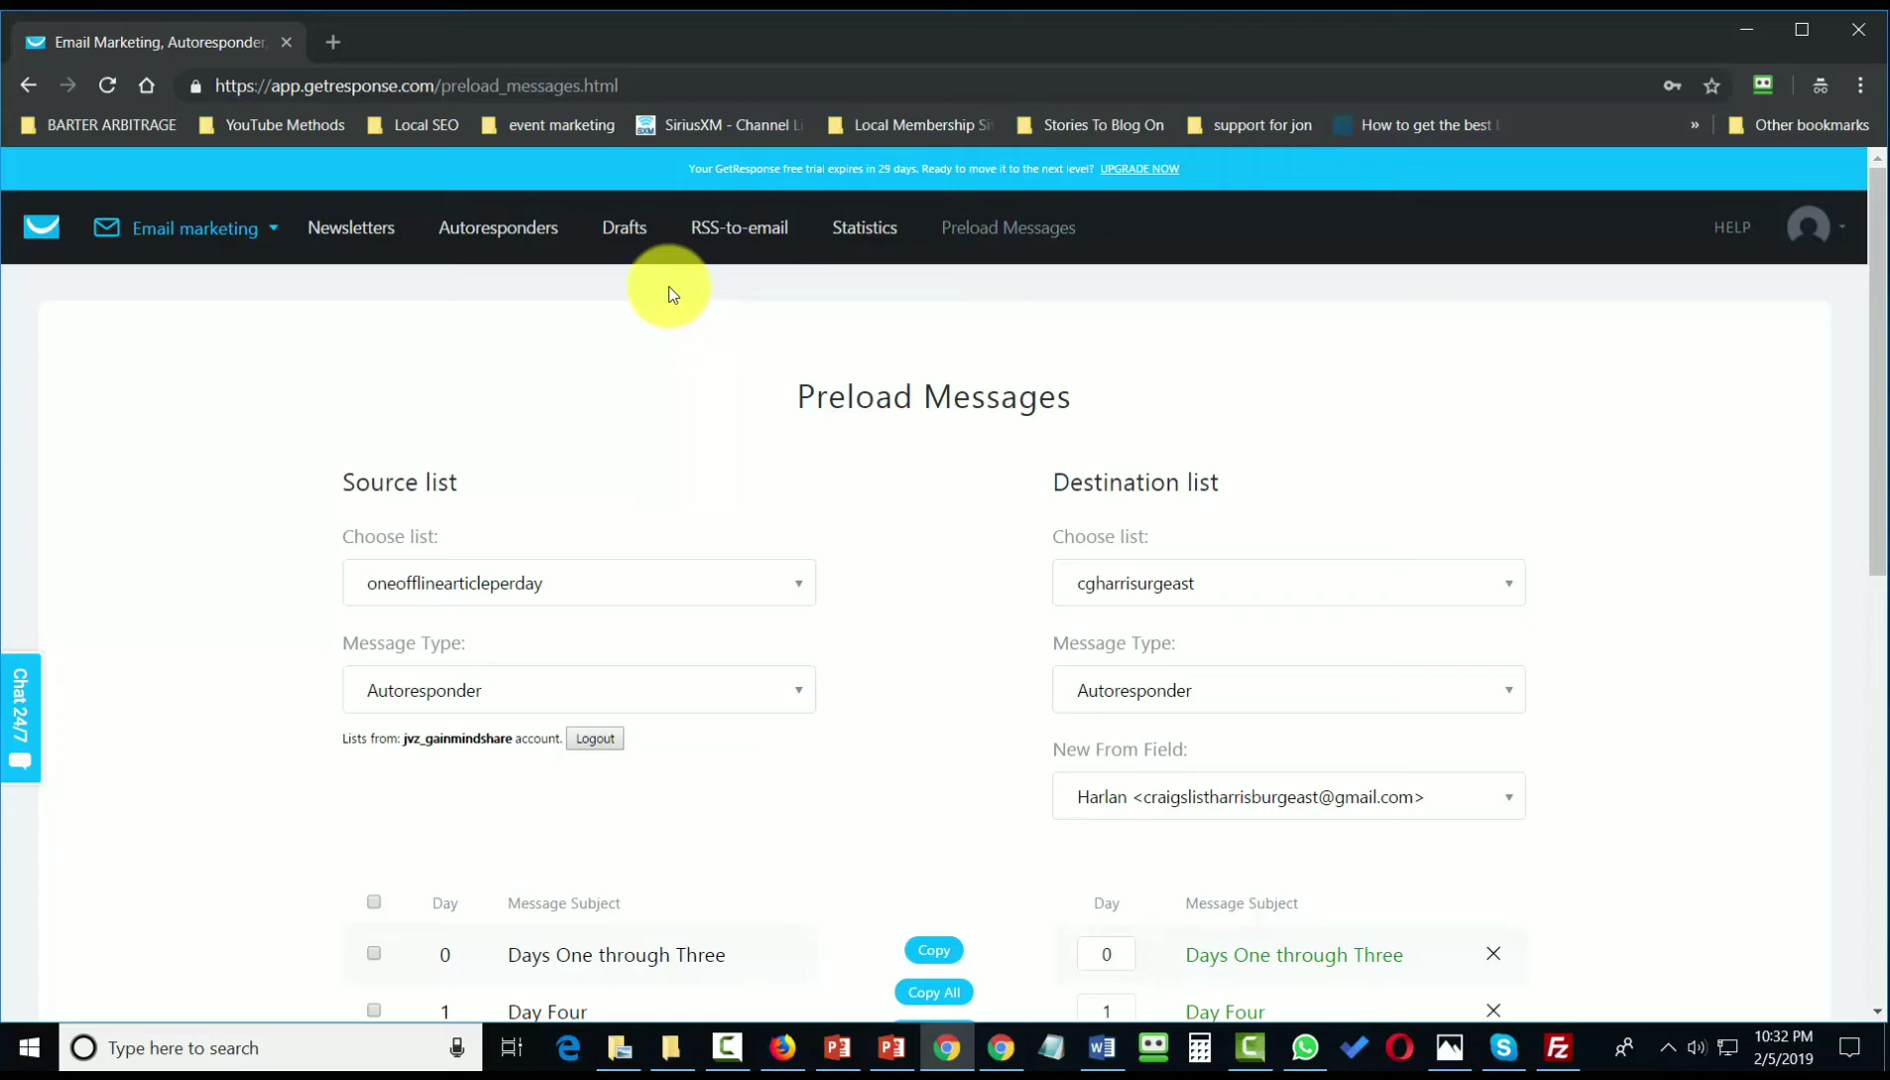 Email Marketing, Autoresponder,
https://app.getresponse.com/preload_messages.html
BARTER ARBITRAGE YouTube Methods Local SEO event marketing SiriusXM - Channel Li Local Membership Si Stories To Blog On support for jon How to get the best » Other bookmarks
Your GetResponse free trial expires in 29 days. Ready to move it to the next level? UPGRADE NOW
Email marketing Newsletters Autoresponders Drafts RSS-to-email Statistics Preload Messages HELP
Preload Messages
Source list Destination list
Choose list: Choose list:
oneofflinearticleperday cgharrisurgeast
Message Type: Message Type:
Autoresponder Autoresponder
Lists from: jvz_gainmindshare account. Logout
New From Field:
Harlan <craigslistharrisburgeast@gmail.com>
Chat 24/7
Day Message Subject Day Message Subject
0 Days One through Three Copy 0 Days One through Three
Copy All
1 Day Four 1 Day Four
Type here to search
10:32 PM
2/5/2019